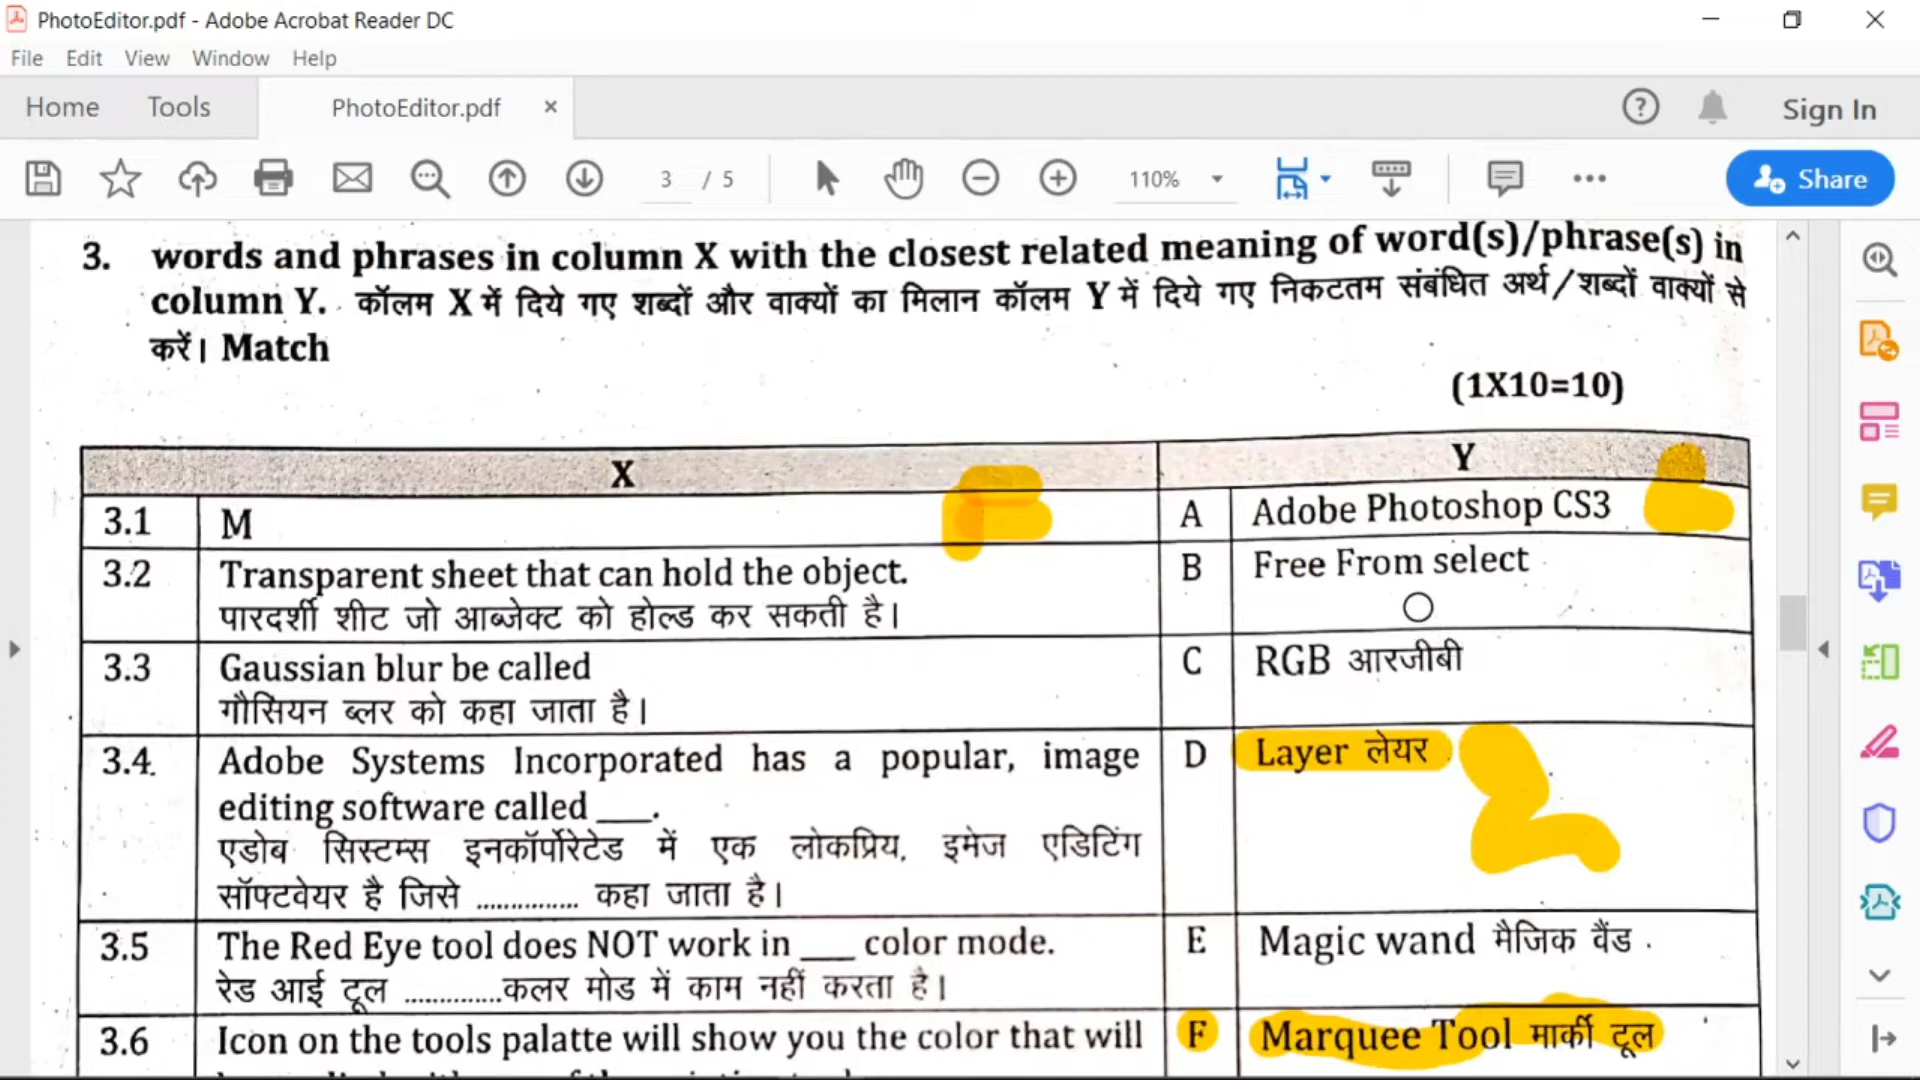 PhotoEditor.pdf - Adobe Acrobat Reader DC
File Edit View Window Help
Home Tools PhotoEditor.pdf × Sign In
3 / 5 110% Share
3. words and phrases in column X with the closest related meaning of word(s)/phrase(s) in
column Y. कॉलम X में दिये गए शब्दों और वाक्यों का मिलान कॉलम Y में दिये गए निकटतम संबंधित अर्थ/शब्दों वाक्यों से
करें। Match
(1X10=10)
X Y
3.1 M A Adobe Photoshop CS3
3.2 Transparent sheet that can hold the object. B Free From select
पारदर्शी शीट जो आब्जेक्ट को होल्ड कर सकती है।
3.3 Gaussian blur be called C RGB आरजीबी
गौसियन ब्लर को कहा जाता है।
3.4. Adobe Systems Incorporated has a popular, image D Layer लेयर
editing software called ___.
एडोब सिस्टम्स इनकॉर्पोरेटेड में एक लोकप्रिय, इमेज एडिटिंग
सॉफ्टवेयर है जिसे ............... कहा जाता है।
3.5 The Red Eye tool does NOT work in ___ color mode. E Magic wand मैजिक वैंड .
रेड आई टूल ..............कलर मोड में काम नहीं करता है।
3.6 Icon on the tools palatte will show you the color that will F Marquee Tool मार्की टूल